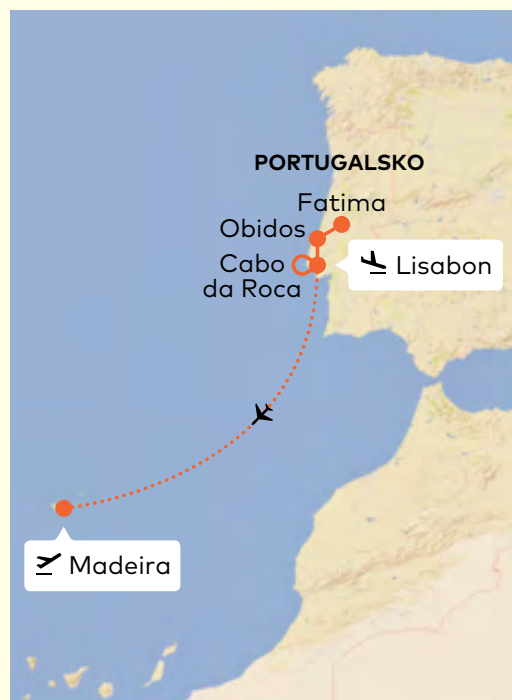 PORTUGALSKO
Fatima
Obidos
Cabo
da Roca
Lisabon
Madeira